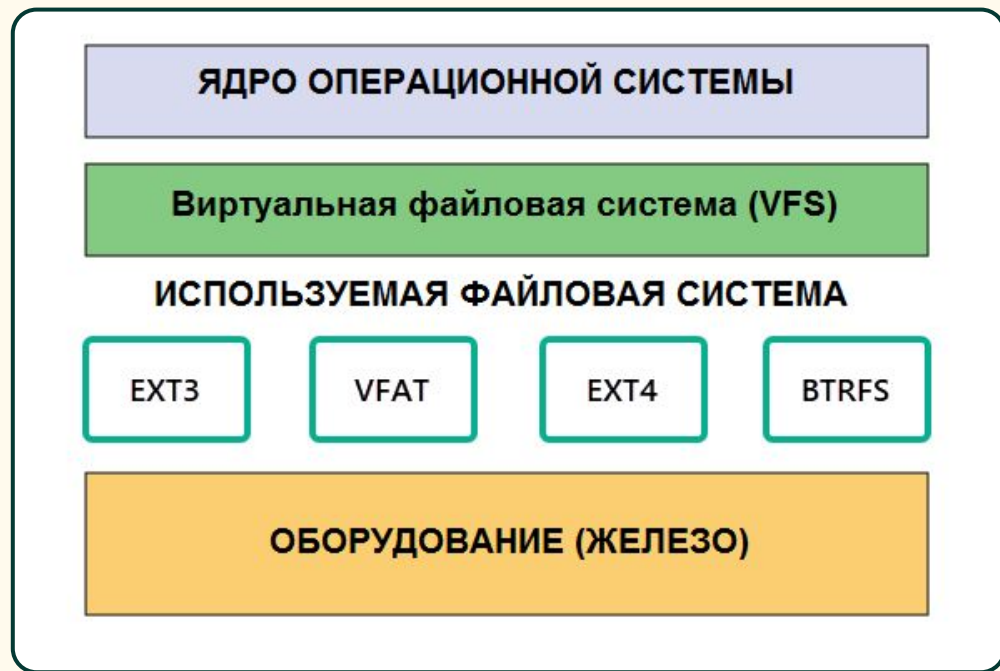 ЯДРО ОПЕРАЦИОННОЙ СИСТЕМЫ
Виртуальная файловая система (VFS)
ИСПОЛЬЗУЕМАЯ ФАЙЛОВАЯ СИСТЕМА
EXT3 VFAT EXT4 BTRFS
ОБОРУДОВАНИЕ (ЖЕЛЕЗО)